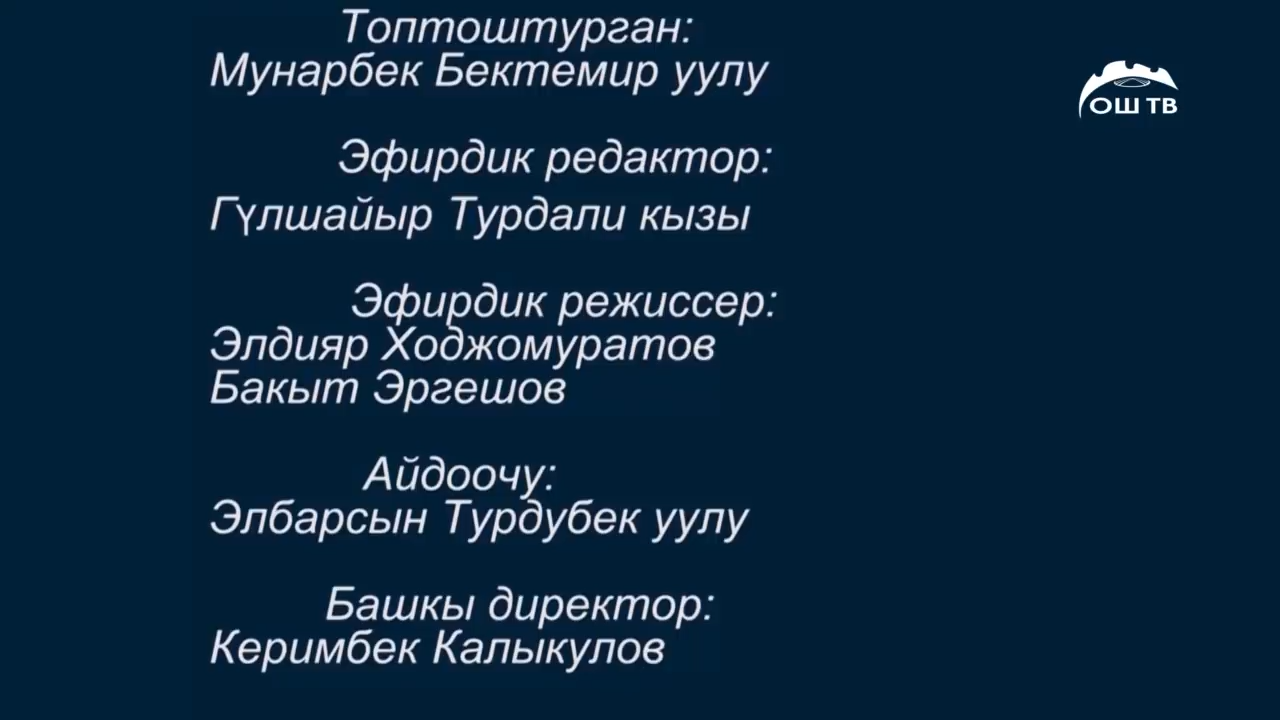 Топтоштурган:
Мунарбек Бектемир уулу
ОШ ТВ
Эфирдик редактор:
Гүлшайыр Турдали кызы
Эфирдик режиссер:
Элдияр Ходжомуратов
Бакыт Эргешов
Айдоочу:
Элбарсын Турдубек уулу
Башкы директор:
Керимбек Калыкулов